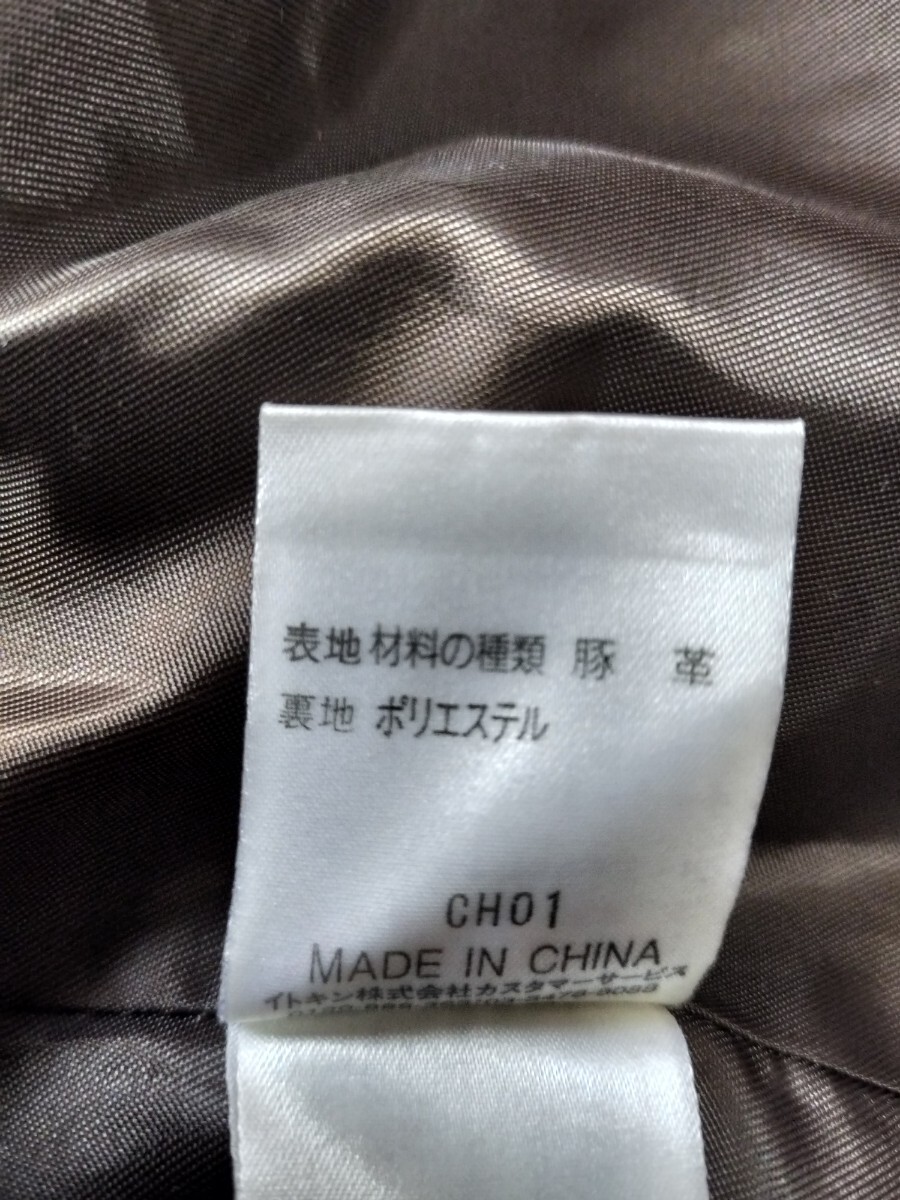 表地 材料の種類 豚 革
裏地 ポリエステル
CH01
MADE IN CHINA
イトキン株式会社カスタマーサービス